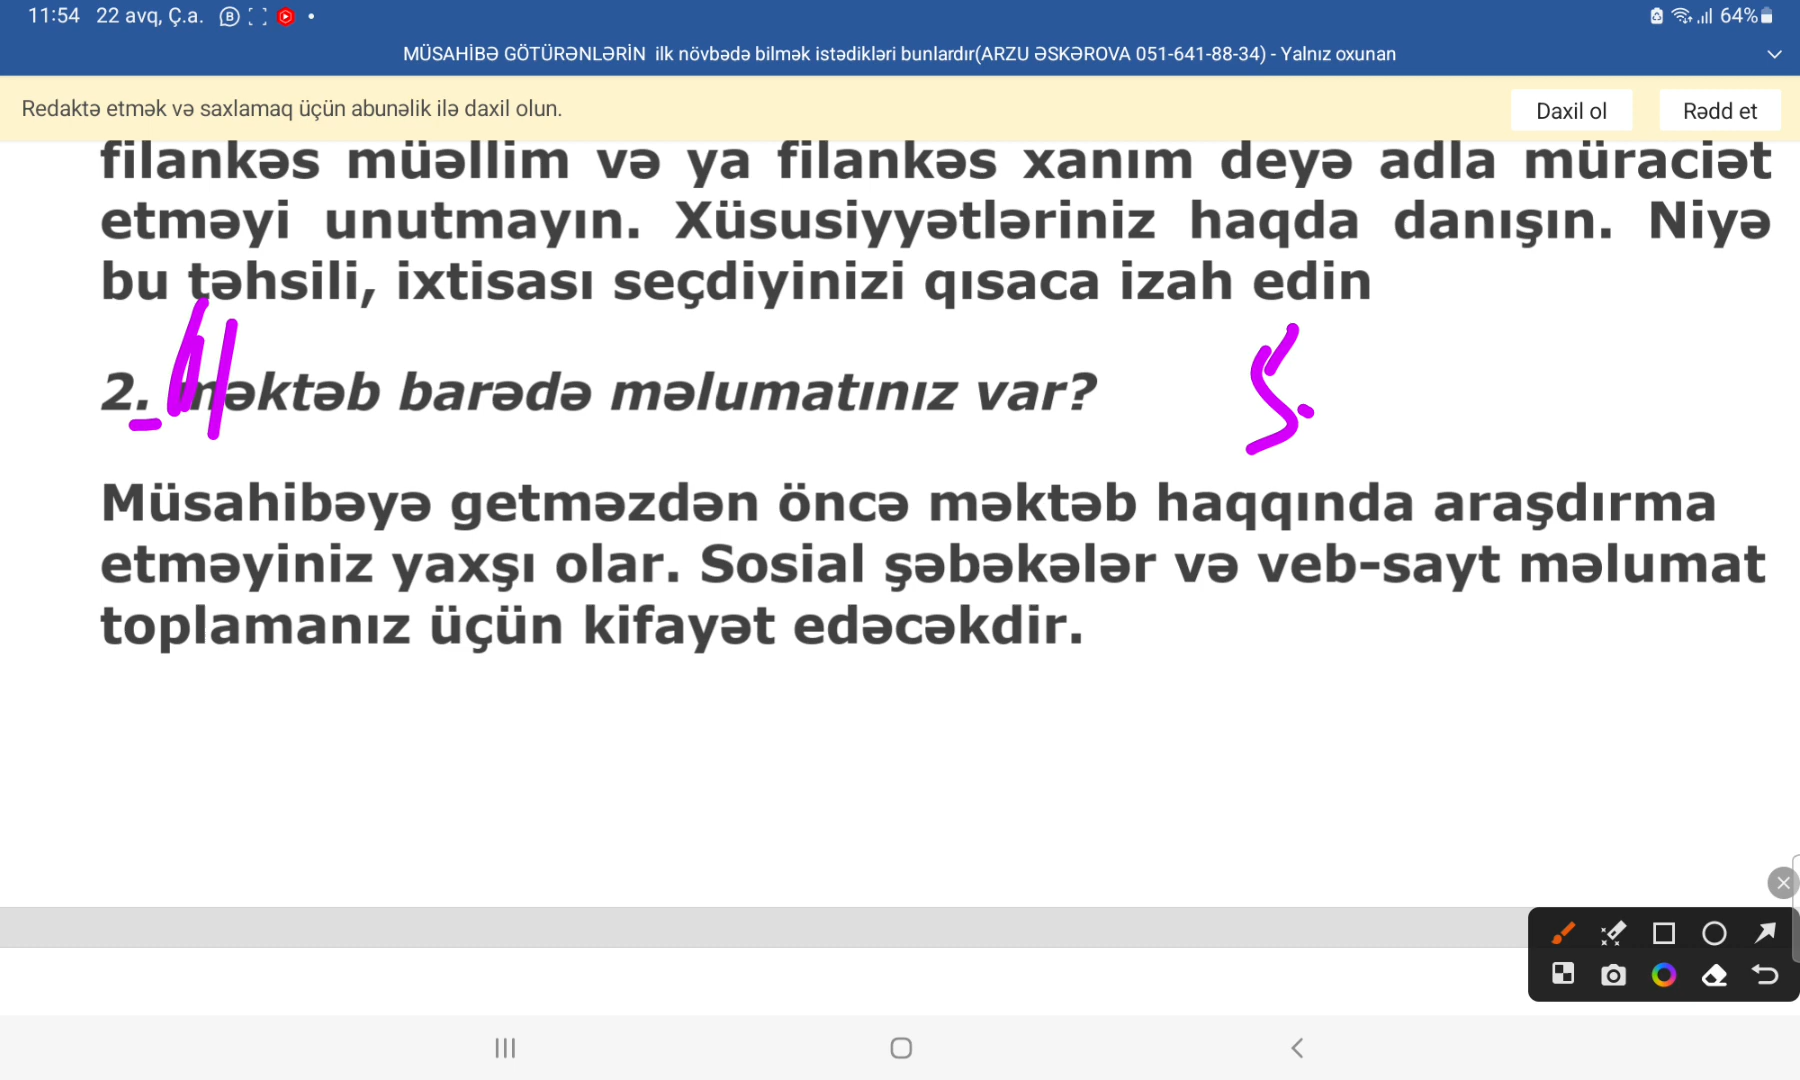 11:54 22 avq, Ç.a. 64%
MÜSAHİBƏ GÖTÜRƏNLƏRİN ilk növbədə bilmək istədikləri bunlardır(ARZU ƏSKƏROVA 051-641-88-34) - Yalnız oxunan
Redaktə etmək və saxlamaq üçün abunəlik ilə daxil olun. Daxil ol Rədd et
filankəs müəllim və ya filankəs xanım deyə adla müraciət
etməyi unutmayın. Xüsusiyyətləriniz haqda danışın. Niyə
bu təhsili, ixtisası seçdiyinizi qısaca izah edin
2. məktəb barədə məlumatınız var?
Müsahibəyə getməzdən öncə məktəb haqqında araşdırma
etməyiniz yaxşı olar. Sosial şəbəkələr və veb-sayt məlumat
toplamanız üçün kifayət edəcəkdir.